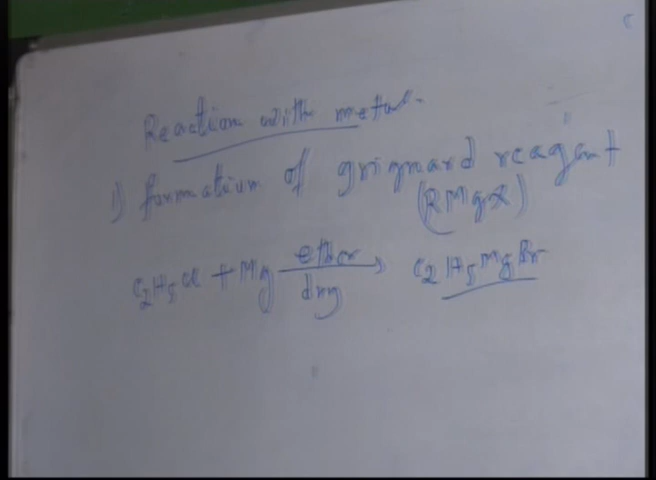 Reaction with metal.
1) formation of grignard reagent
(RMgX)
C2H5Cl + Mg ether dry → C2H5MgBr